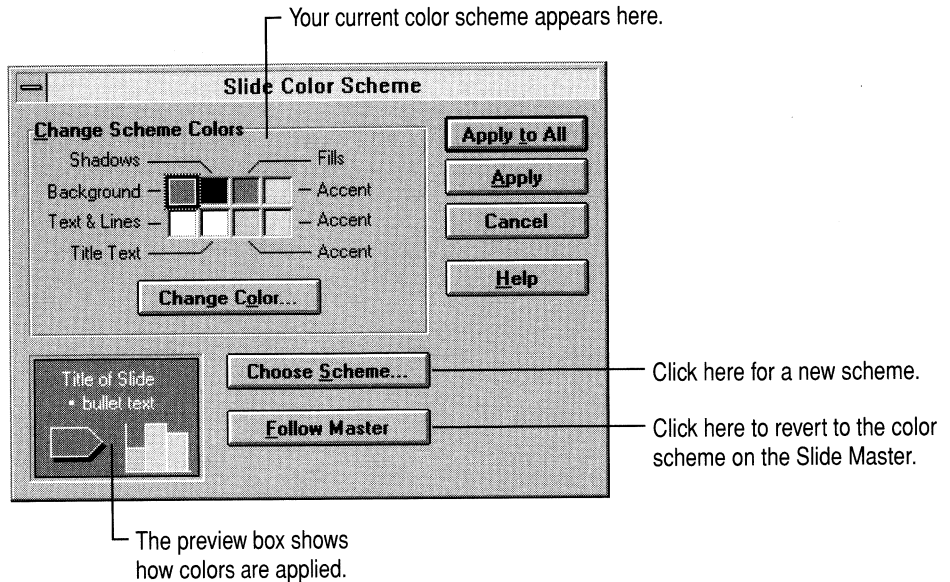 Your current color scheme appears here.
Slide Color Scheme
Change Scheme Colors
Shadows
Fills
Background
Accent
Text & Lines
Accent
Title Text
Accent
Change Color...
Apply to All
Apply
Cancel
Help
Title of Slide
• bullet text
Choose Scheme...
Follow Master
Click here for a new scheme.
Click here to revert to the color
scheme on the Slide Master.
The preview box shows
how colors are applied.